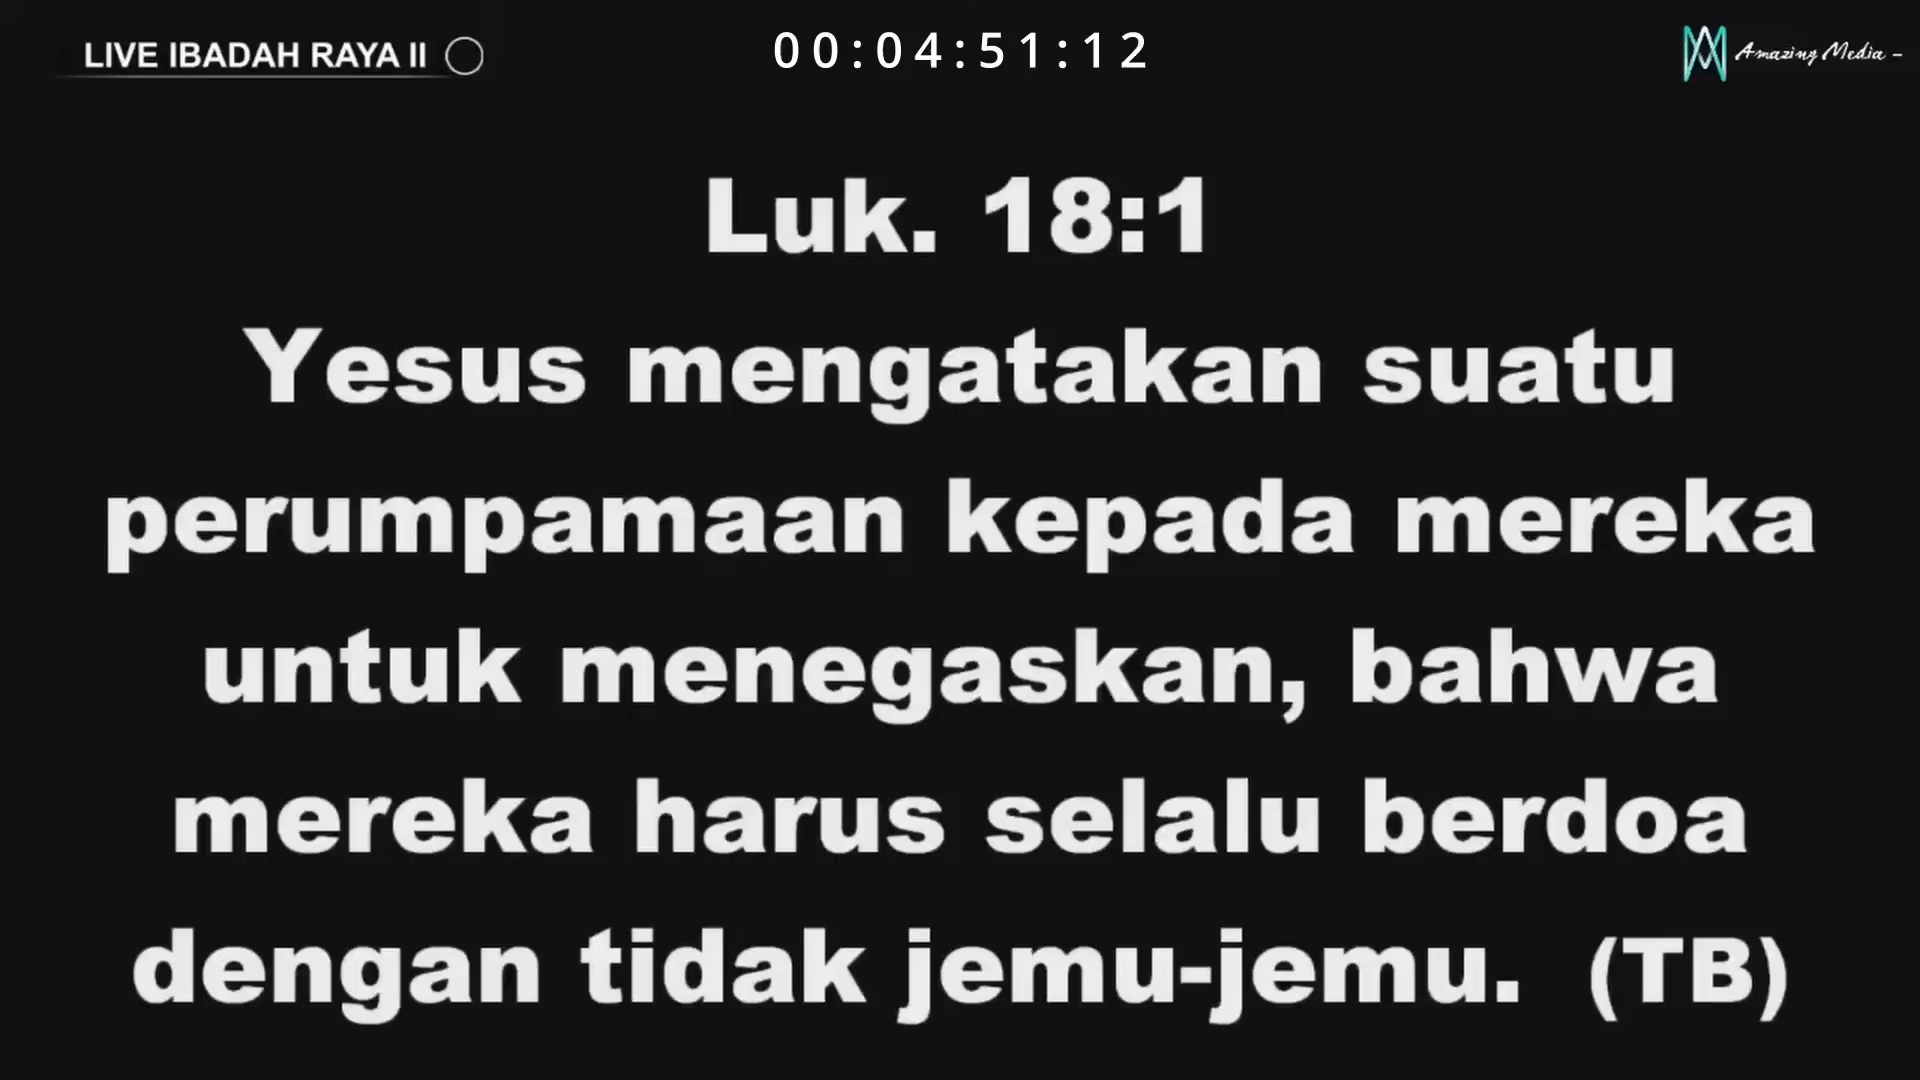 LIVE IBADAH RAYA II
00:04:51:12
Amazing Media -
Luk. 18:1
Yesus mengatakan suatu
perumpamaan kepada mereka
untuk menegaskan, bahwa
mereka harus selalu berdoa
dengan tidak jemu-jemu. (TB)